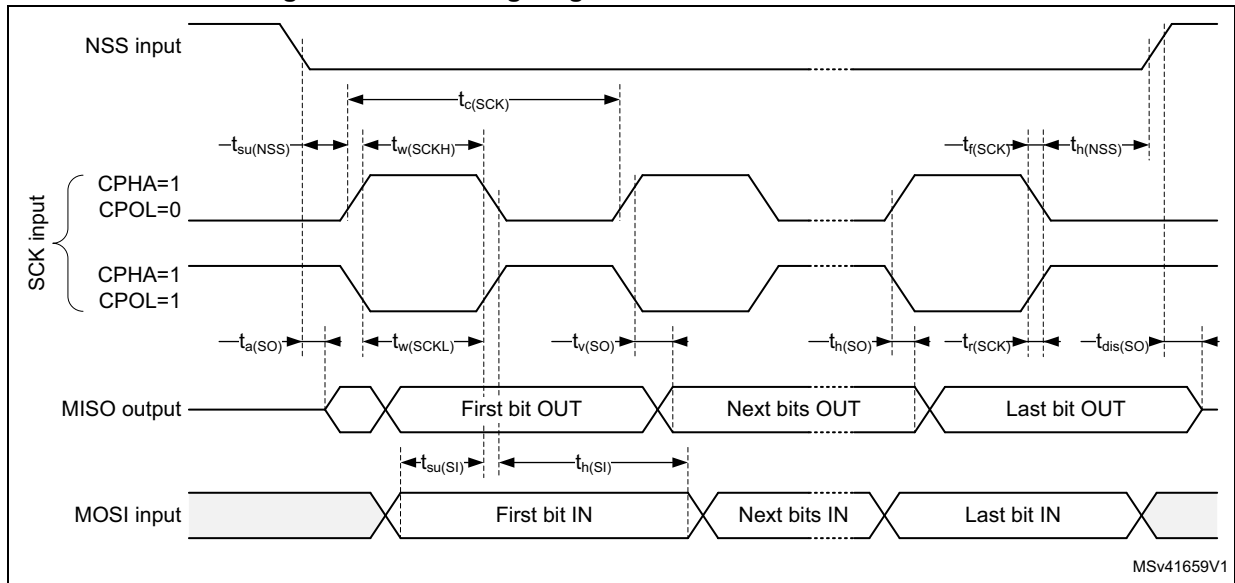 NSS input
tc(SCK)
tsu(NSS) tw(SCKH) tf(SCK) th(NSS)
SCK input
CPHA=1
CPOL=0
CPHA=1
CPOL=1
ta(SO) tw(SCKL) tv(SO) th(SO) tr(SCK) tdis(SO)
MISO output First bit OUT Next bits OUT Last bit OUT
tsu(SI) th(SI)
MOSI input First bit IN Next bits IN Last bit IN
MSv41659V1